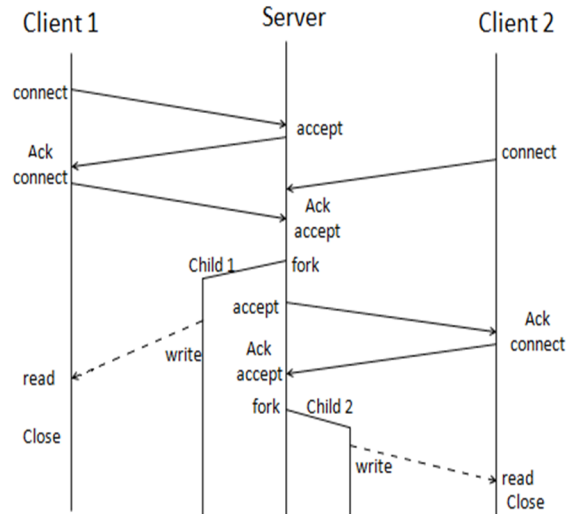 Client 1
Server
Client 2
connect
accept
Ack
connect
connect
Ack
accept
Child 1
fork
accept
Ack
connect
write
Ack
accept
read
fork
Child 2
Close
write
read
Close